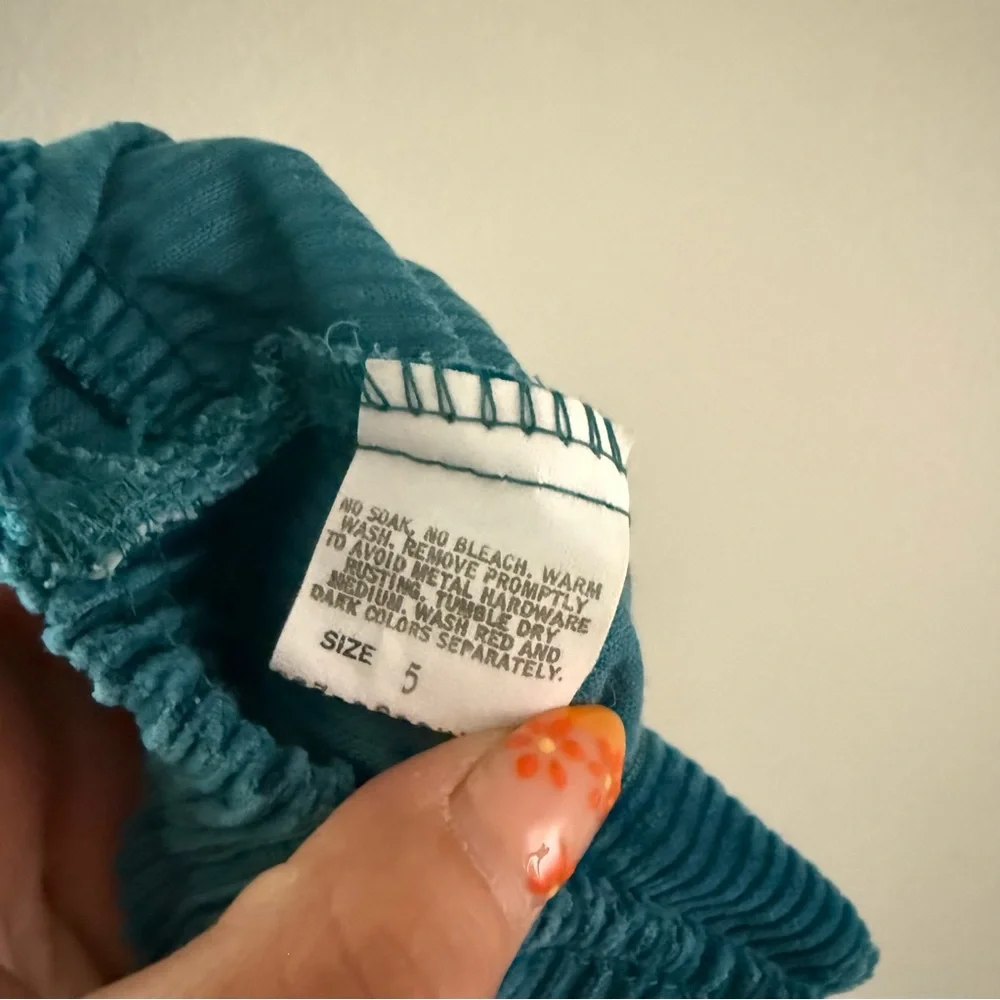 NO SOAK, NO BLEACH. WARM
WASH. REMOVE PROMPTLY
TO AVOID METAL HARDWARE
RUSTING. TUMBLE DRY
MEDIUM. WASH RED AND
DARK COLORS SEPARATELY.
SIZE 5